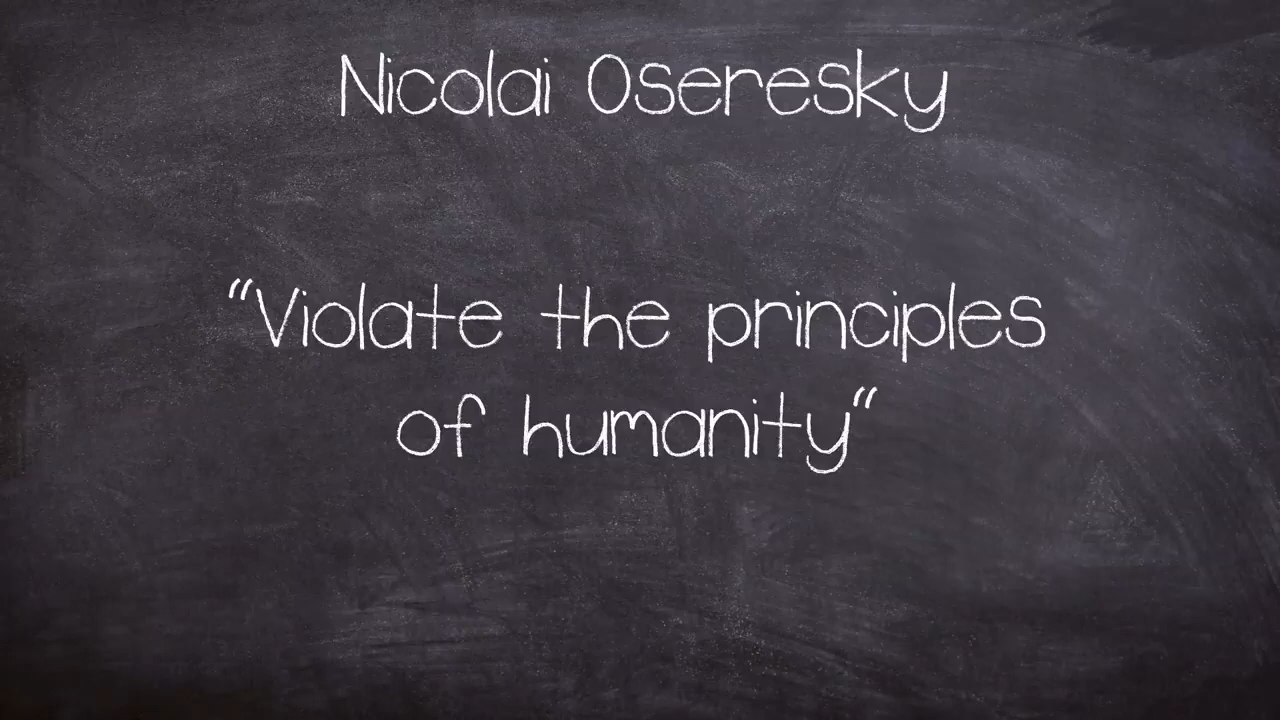 Nicolai Oseresky
“Violate the principles
of humanity“